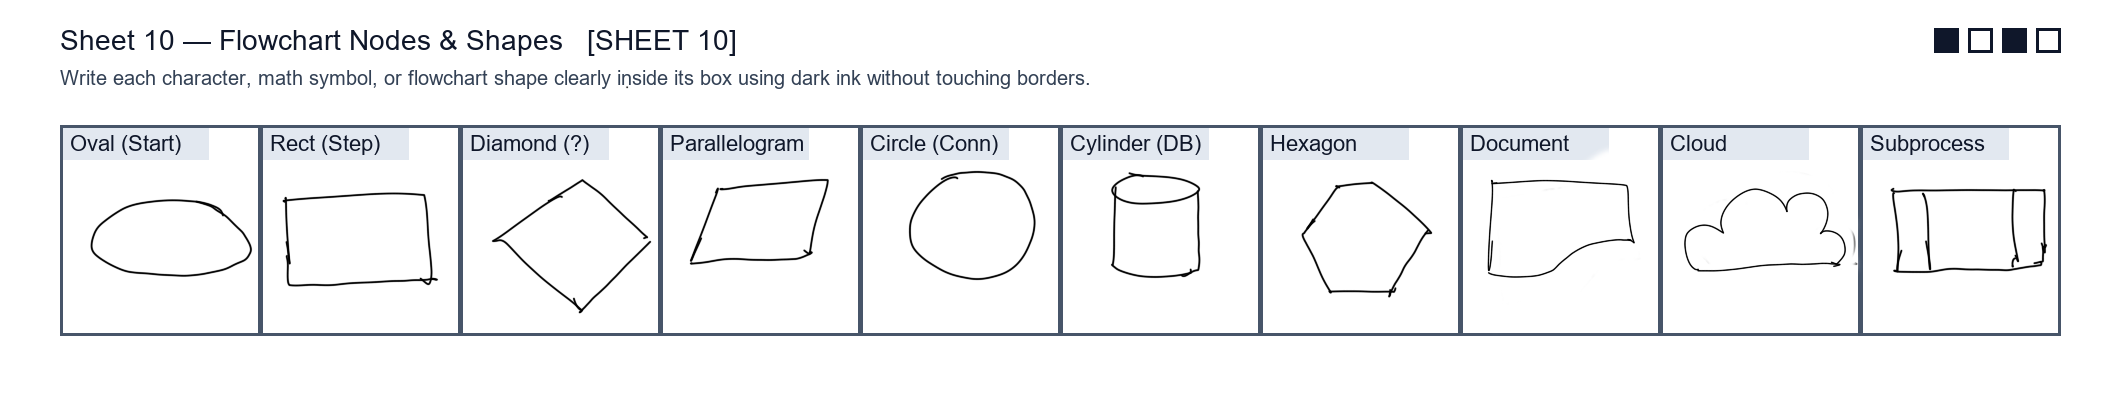 Sheet 10 — Flowchart Nodes & Shapes [SHEET 10]
Write each character, math symbol, or flowchart shape clearly inside its box using dark ink without touching borders.
Oval (Start) Rect (Step) Diamond (?) Parallelogram Circle (Conn) Cylinder (DB) Hexagon Document Cloud Subprocess